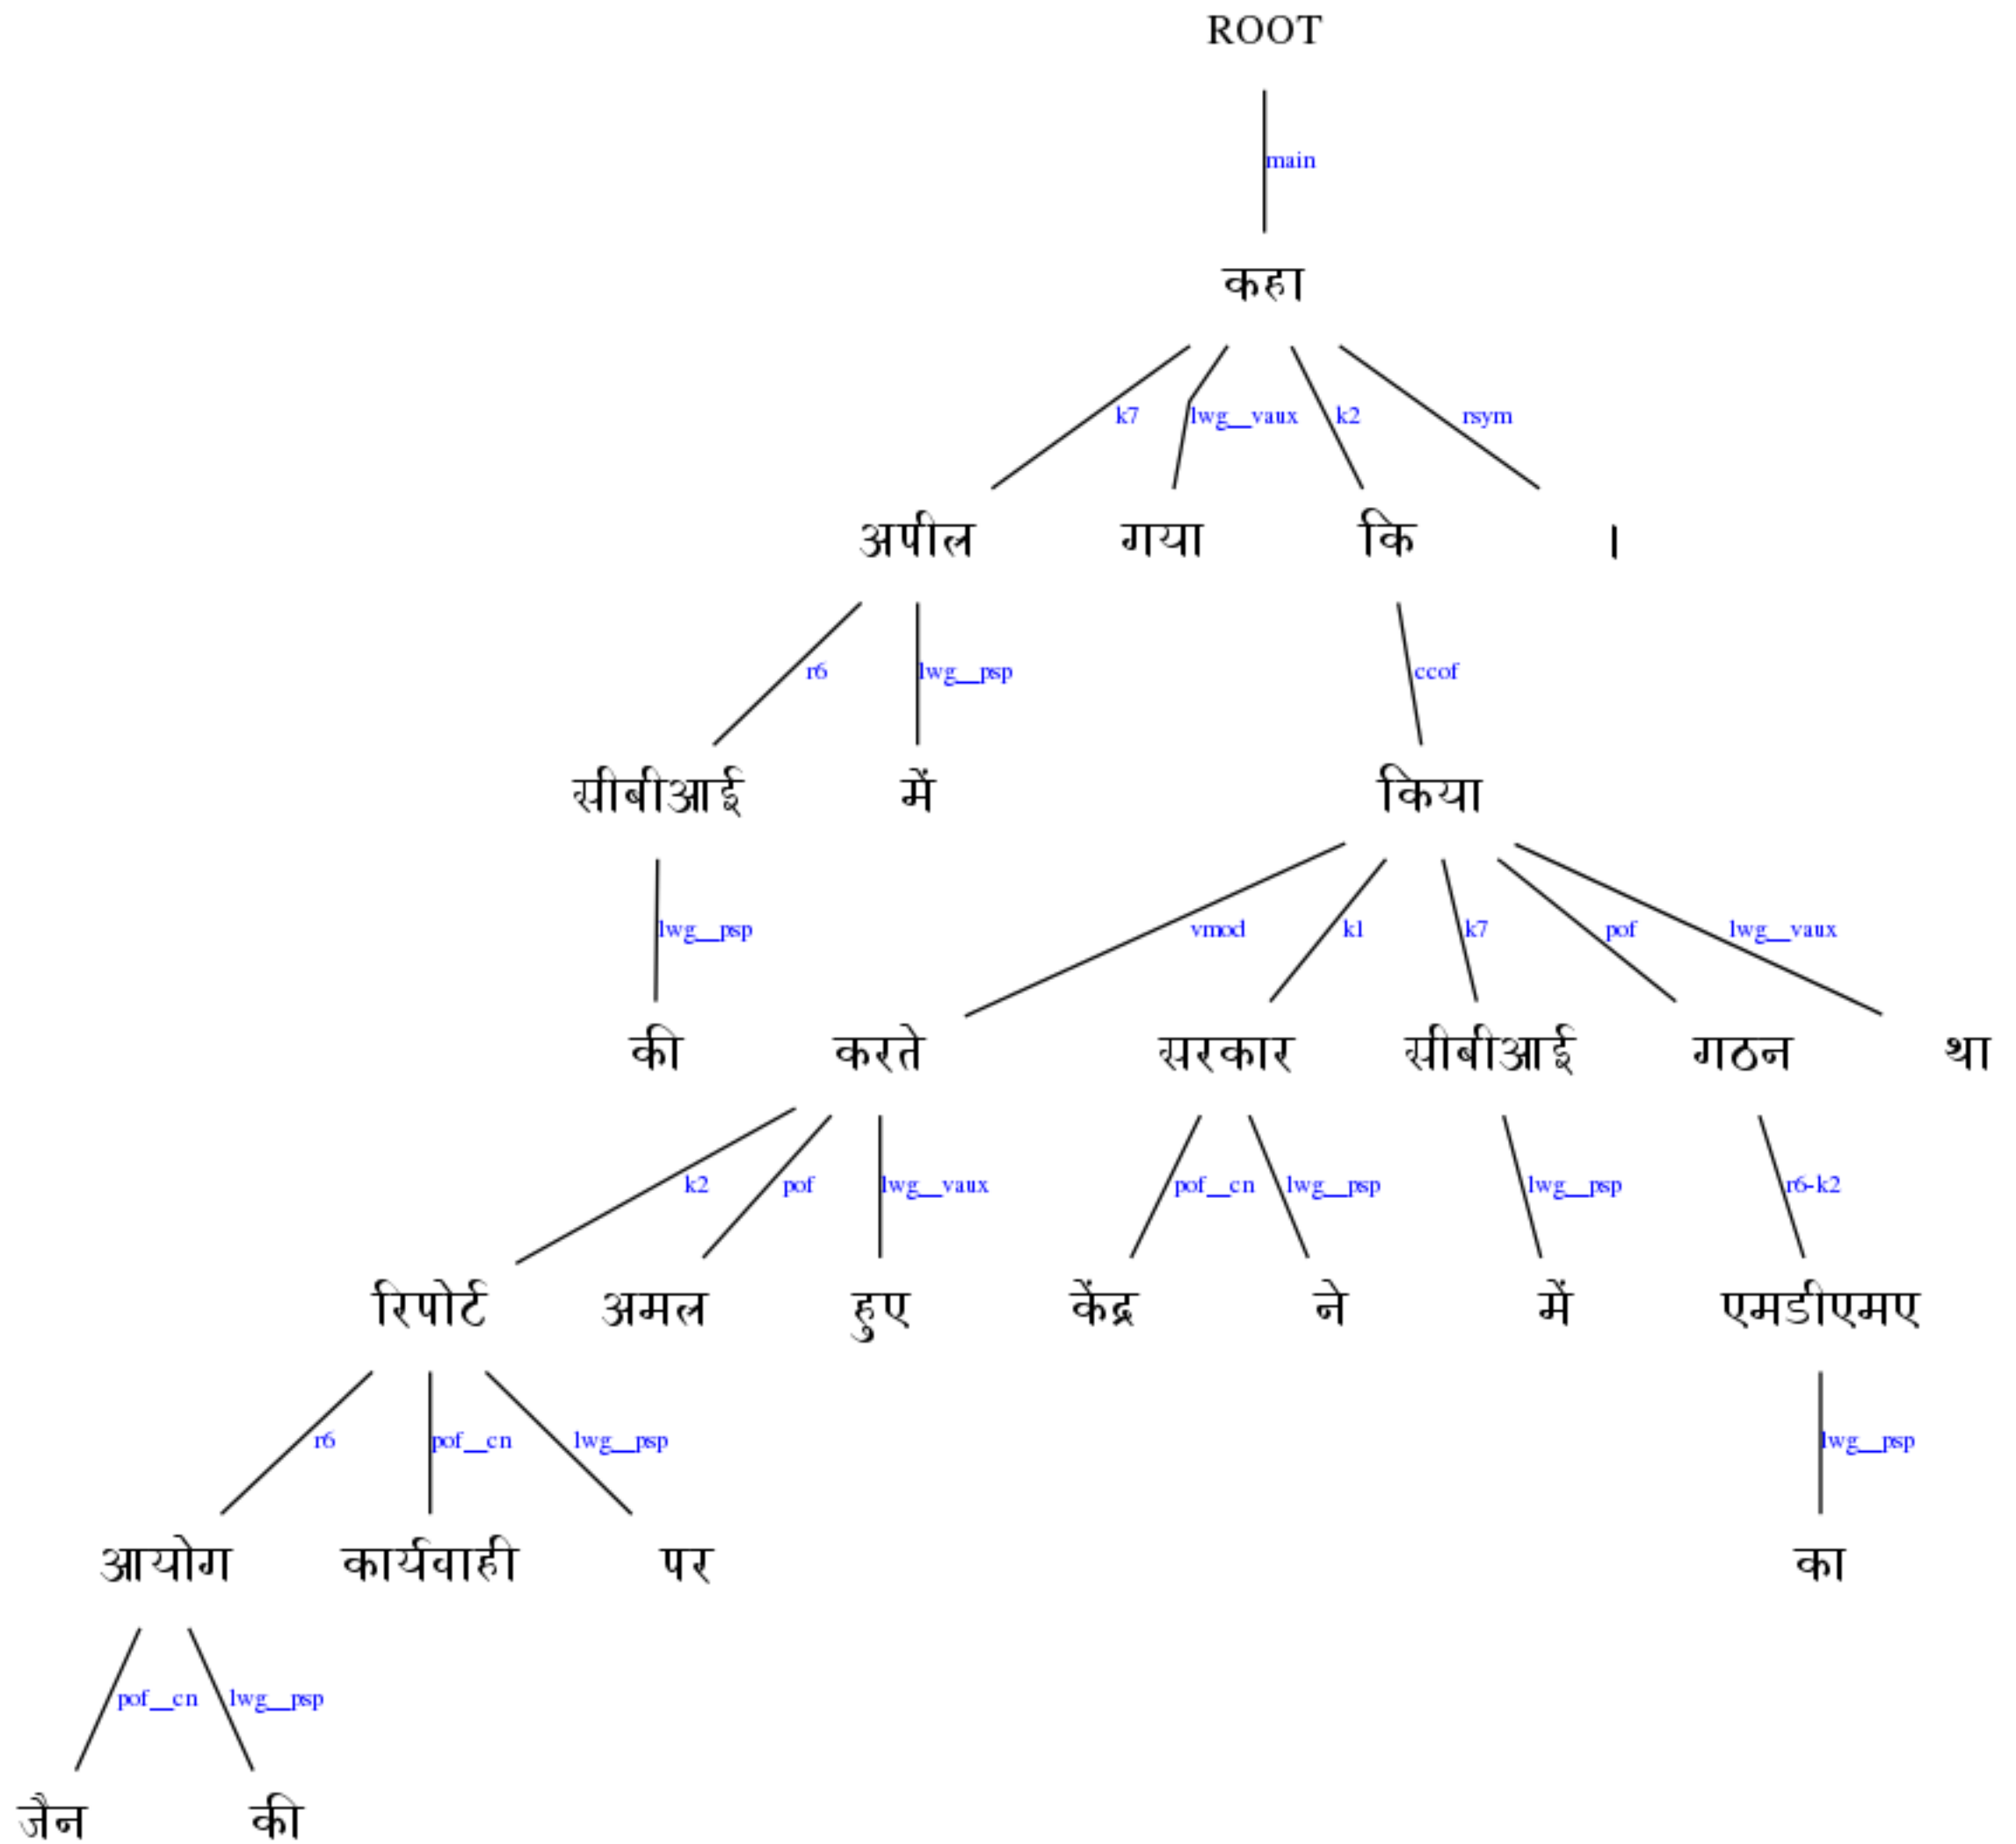 ROOT
main
कहा
k7 lwg__vaux k2 rsym
अपील गया कि ।
r6 lwg__psp ccof
सीबीआई में किया
lwg__psp vmod k1 k7 pof lwg__vaux
की करते सरकार सीबीआई गठन था
k2 pof lwg__vaux pof__cn lwg__psp lwg__psp r6-k2
रिपोर्ट अमल हुए केंद्र ने में एमडीएमए
r6 pof__cn lwg__psp lwg__psp
आयोग कार्यवाही पर का
pof__cn lwg__psp
जैन की